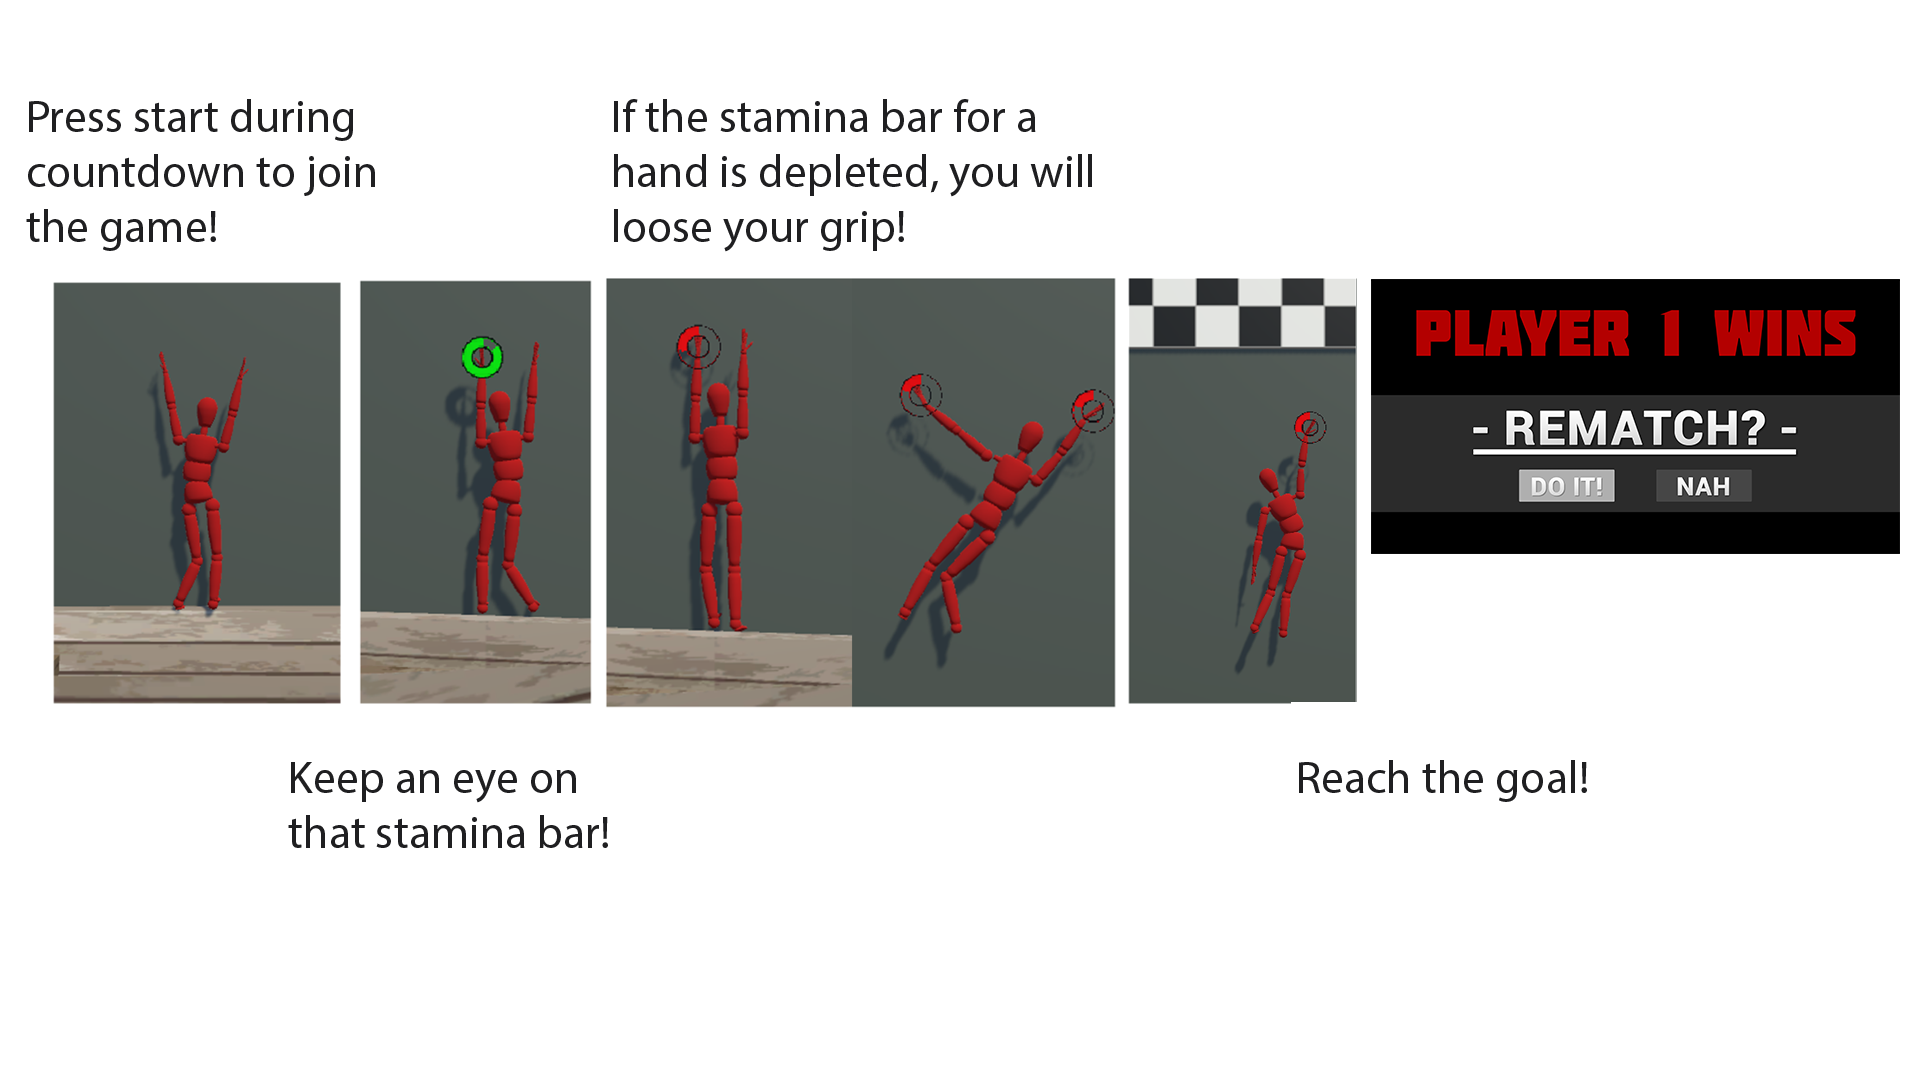 Press start during
countdown to join
the game!
If the stamina bar for a
hand is depleted, you will
loose your grip!
PLAYER 1 WINS
- REMATCH? -
DO IT! NAH
Keep an eye on
that stamina bar!
Reach the goal!